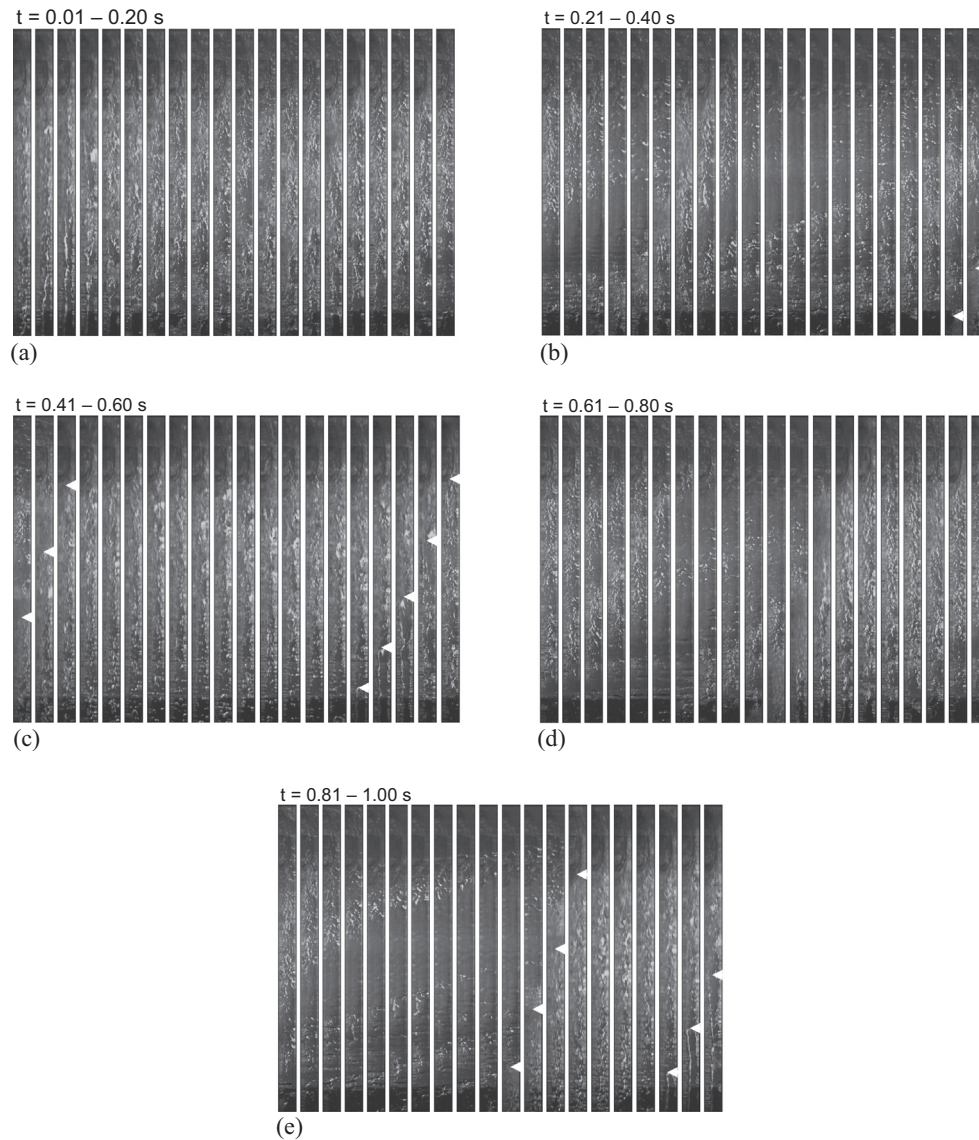 t = 0.01 – 0.20 s
(a)
t = 0.21 – 0.40 s
(b)
t = 0.41 – 0.60 s
(c)
t = 0.61 – 0.80 s
(d)
t = 0.81 – 1.00 s
(e)